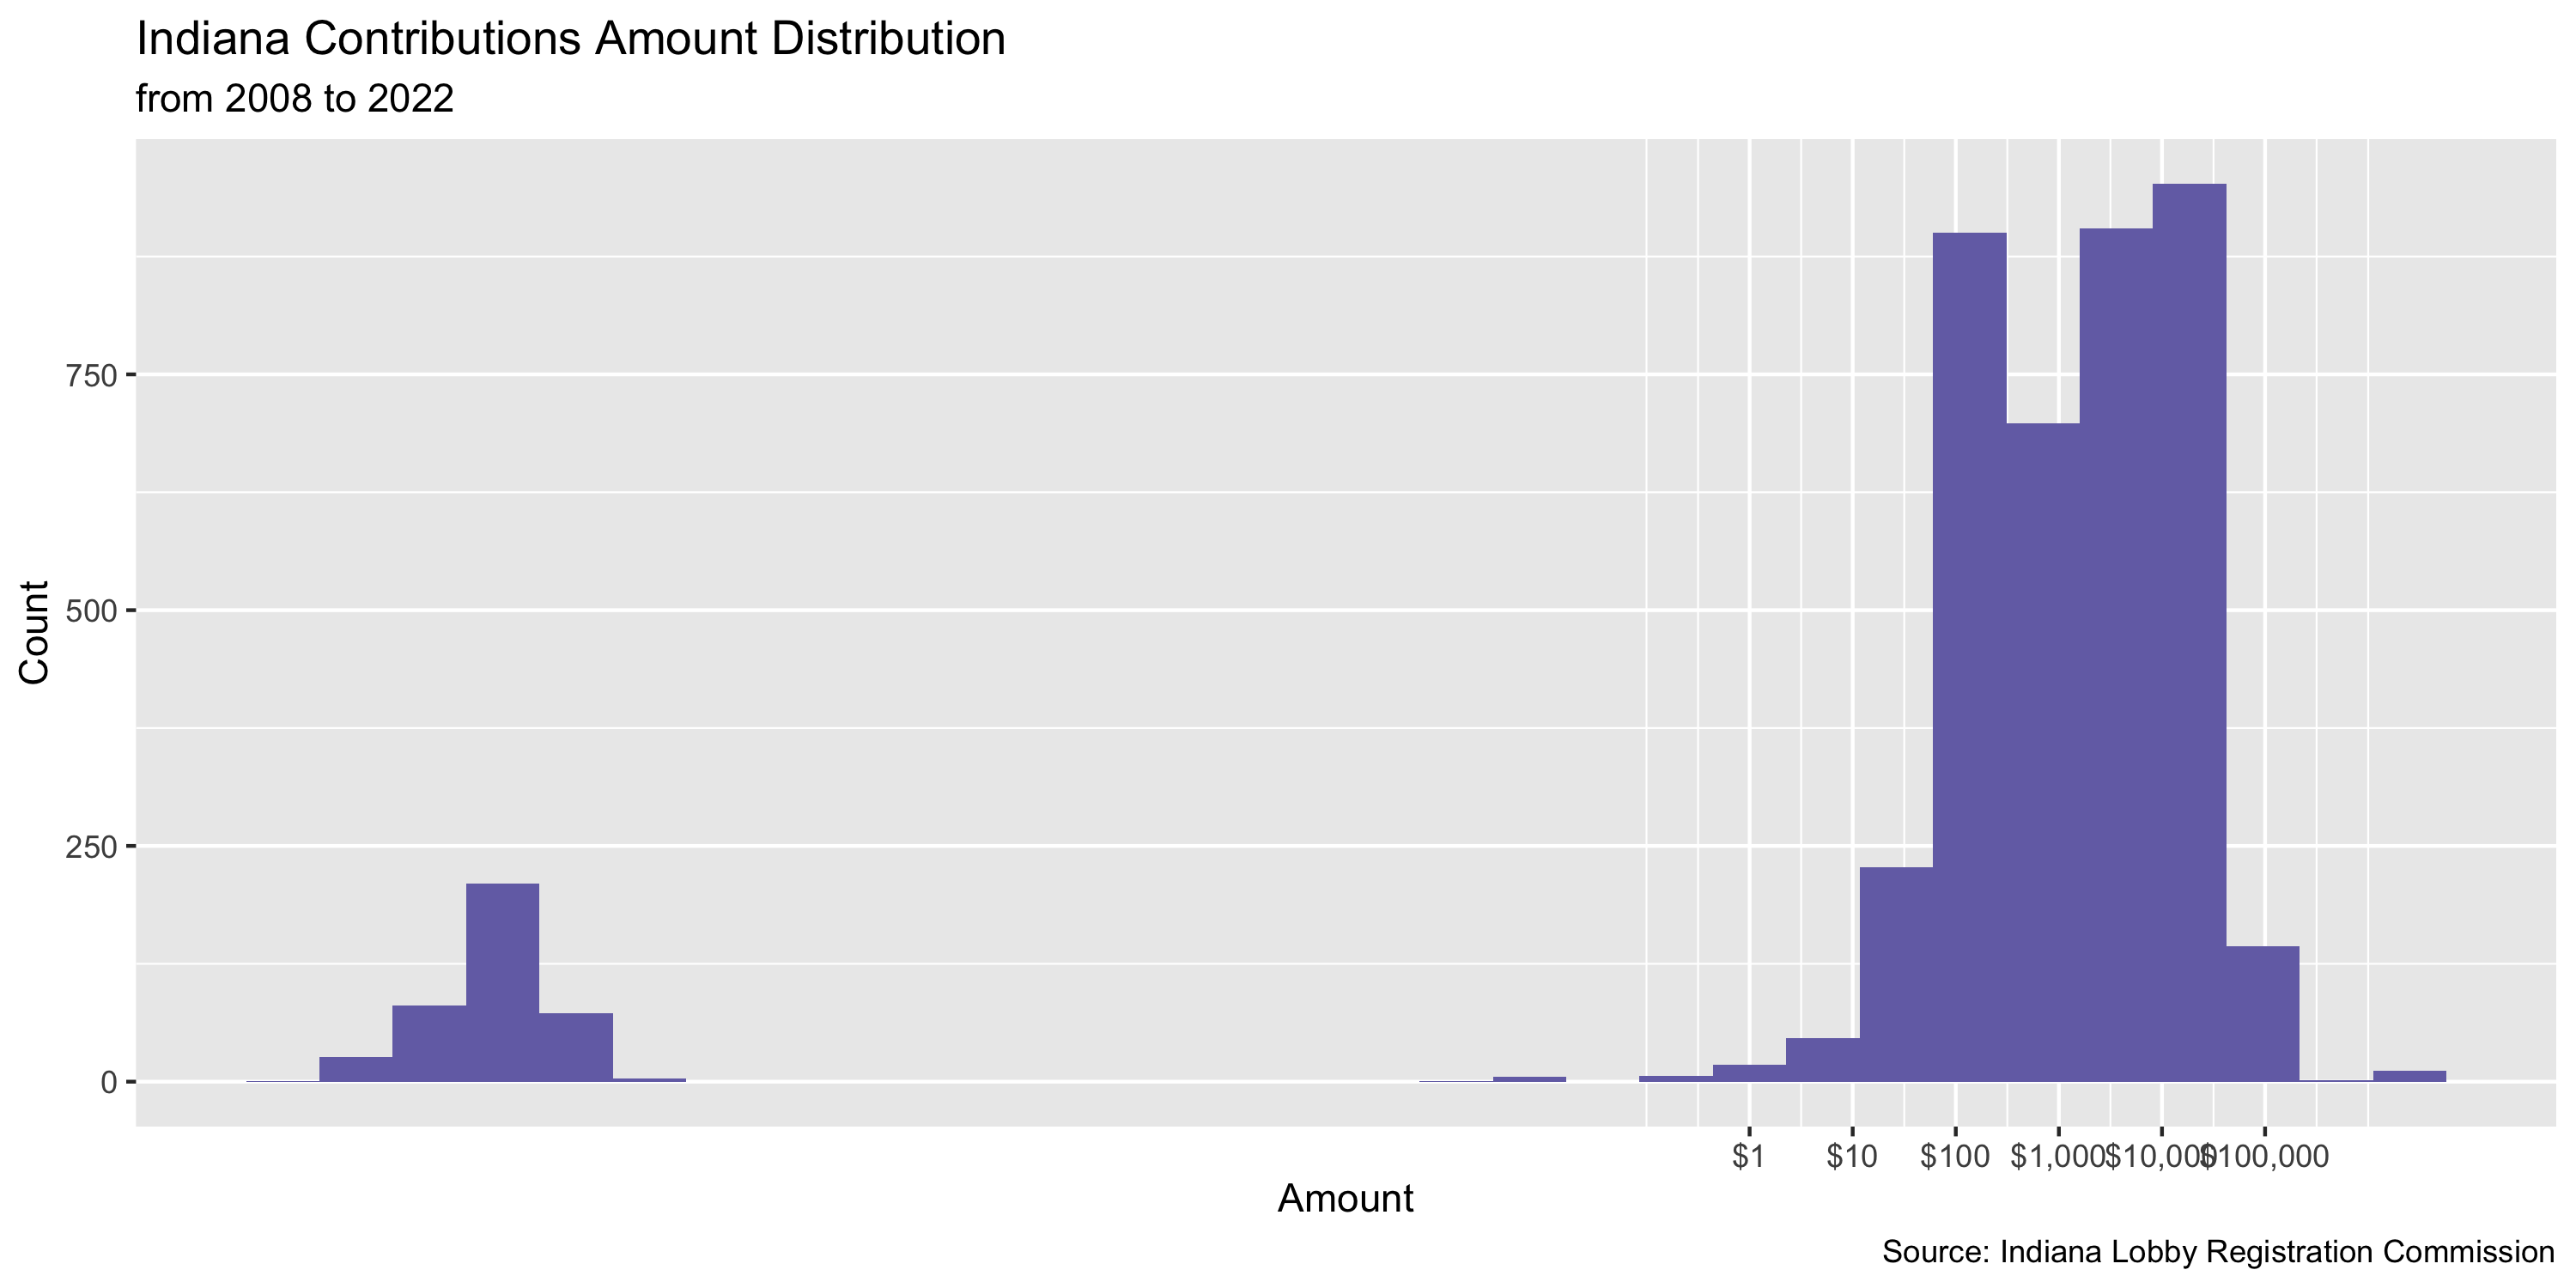 Indiana Contributions Amount Distribution
from 2008 to 2022
Count
750
500
250
0
$1 $10 $100 $1,000 $10,000 $100,000
Amount
Source: Indiana Lobby Registration Commission